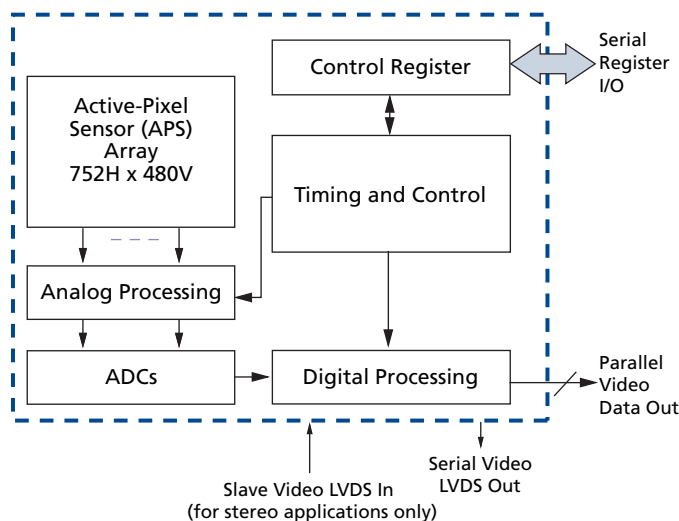 Control Register
Serial
Register
I/O
Active-Pixel
Sensor (APS)
Array
752H x 480V
Timing and Control
Analog Processing
ADCs
Digital Processing
Parallel
Video
Data Out
Slave Video LVDS In
(for stereo applications only)
Serial Video
LVDS Out